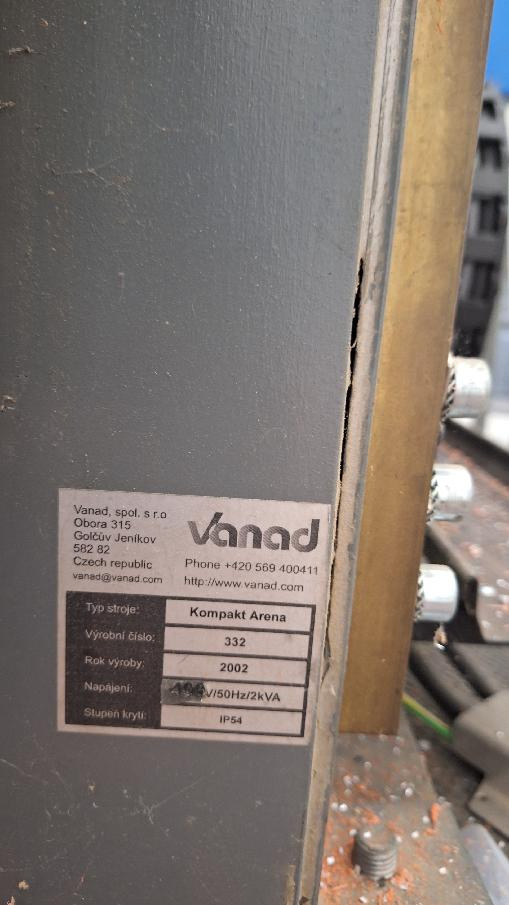 Vanad, spol. s r.o
Obora 315
Golčův Jeníkov
582 82
Czech republic
vanad@vanad.com
vanad
Phone +420 569 400411
http://www.vanad.com
Typ stroje: Kompakt Arena
Výrobní číslo: 332
Rok výroby: 2002
Napájení: V/50Hz/2kVA
Stupeň krytí: IP54